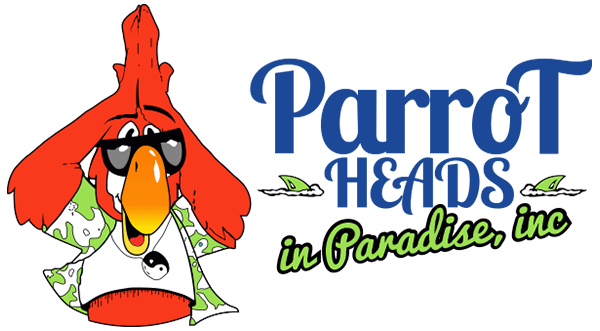 ParroT
HEADS
in Paradise, inc